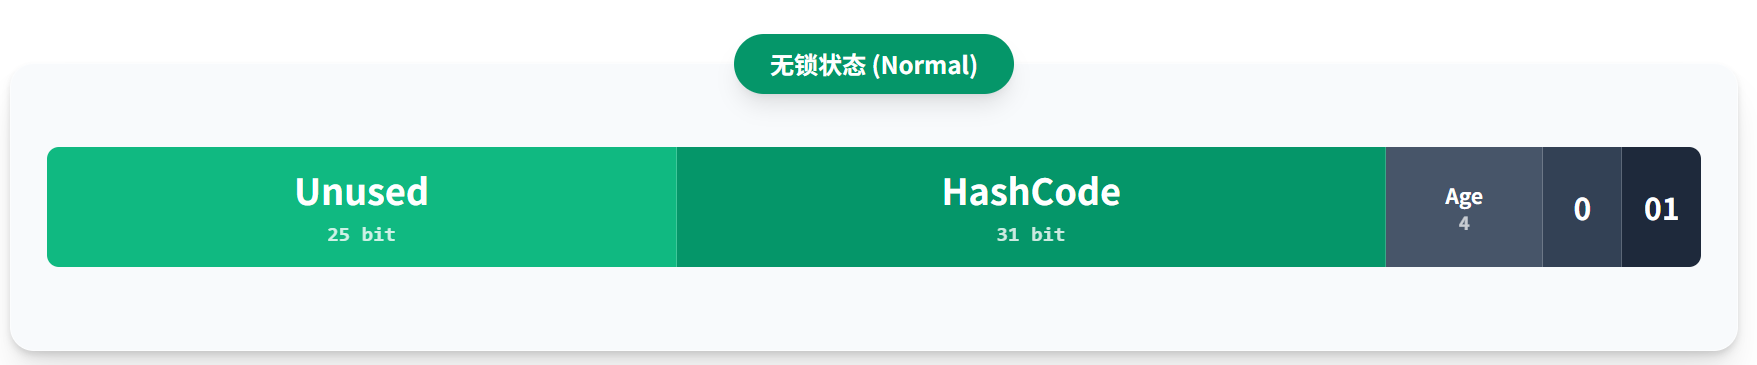 无锁状态 (Normal)
Unused
25 bit
HashCode
31 bit
Age
4
0
01